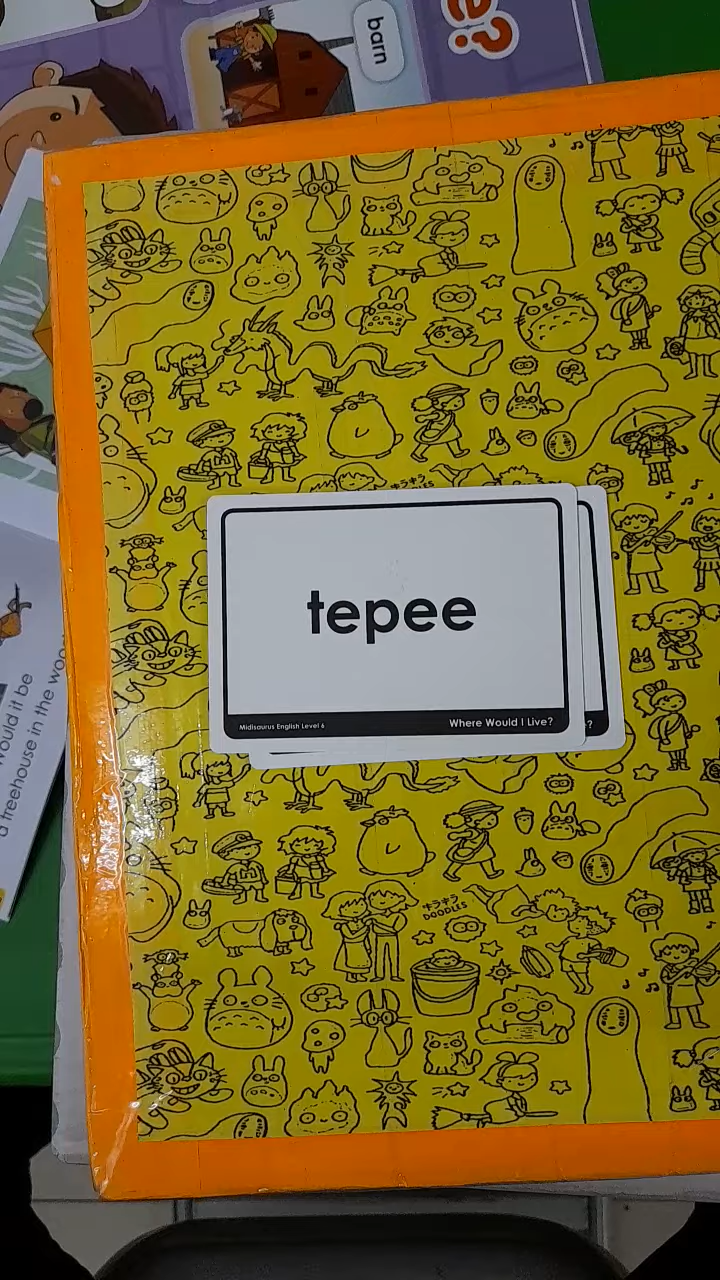 barn
e?
tepee
Midisaurus English Level 6
Where Would I Live?
?
would it be
a treehouse in the woo
キラキラ
DOODLES
キラキラ
DOODLES